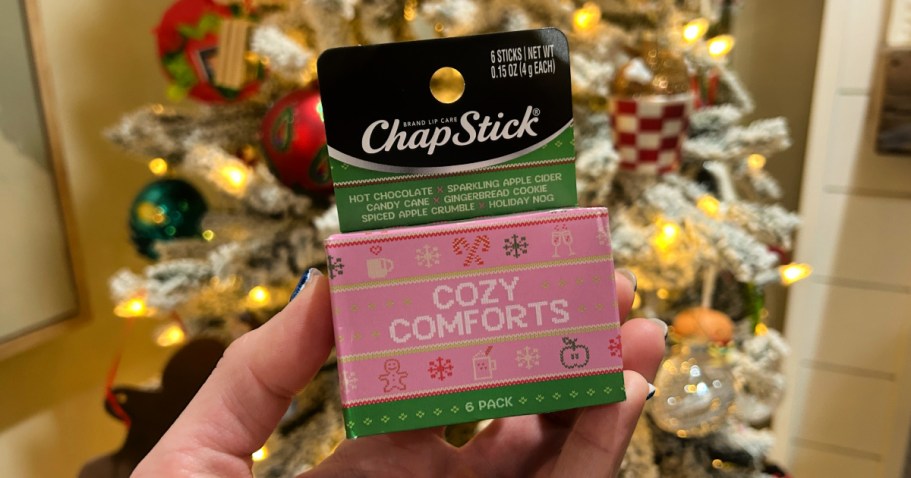 6 STICKS | NET WT
0.15 OZ (4 g EACH)
BRAND LIP CARE
ChapStick®
HOT CHOCOLATE × SPARKLING APPLE CIDER
CANDY CANE × GINGERBREAD COOKIE
SPICED APPLE CRUMBLE × HOLIDAY NOG
COZY
COMFORTS
6 PACK